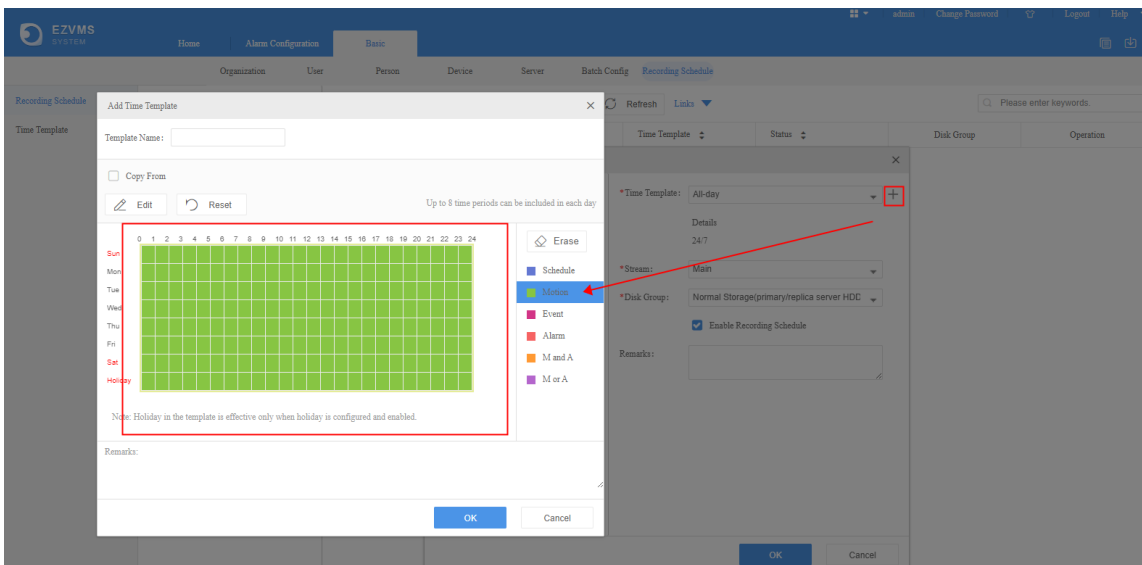 admin Change Password Logout Help
EZVMS
SYSTEM
Home Alarm Configuration Basic
Organization User Person Device Server Batch Config Recording Schedule
Recording Schedule
Time Template
Refresh Links
Please enter keywords.
Time Template Status Disk Group Operation
Add Time Template
Template Name:
Copy From
Edit Reset Up to 8 time periods can be included in each day
0 1 2 3 4 5 6 7 8 9 10 11 12 13 14 15 16 17 18 19 20 21 22 23 24
Sun
Mon
Tue
Wed
Thu
Fri
Sat
Holiday
Note: Holiday in the template is effective only when holiday is configured and enabled.
Erase
Schedule
Motion
Event
Alarm
M and A
M or A
Remarks:
OK Cancel
*Time Template: All-day
Details
24/7
*Stream: Main
*Disk Group: Normal Storage(primary/replica server HDD
Enable Recording Schedule
Remarks:
OK Cancel